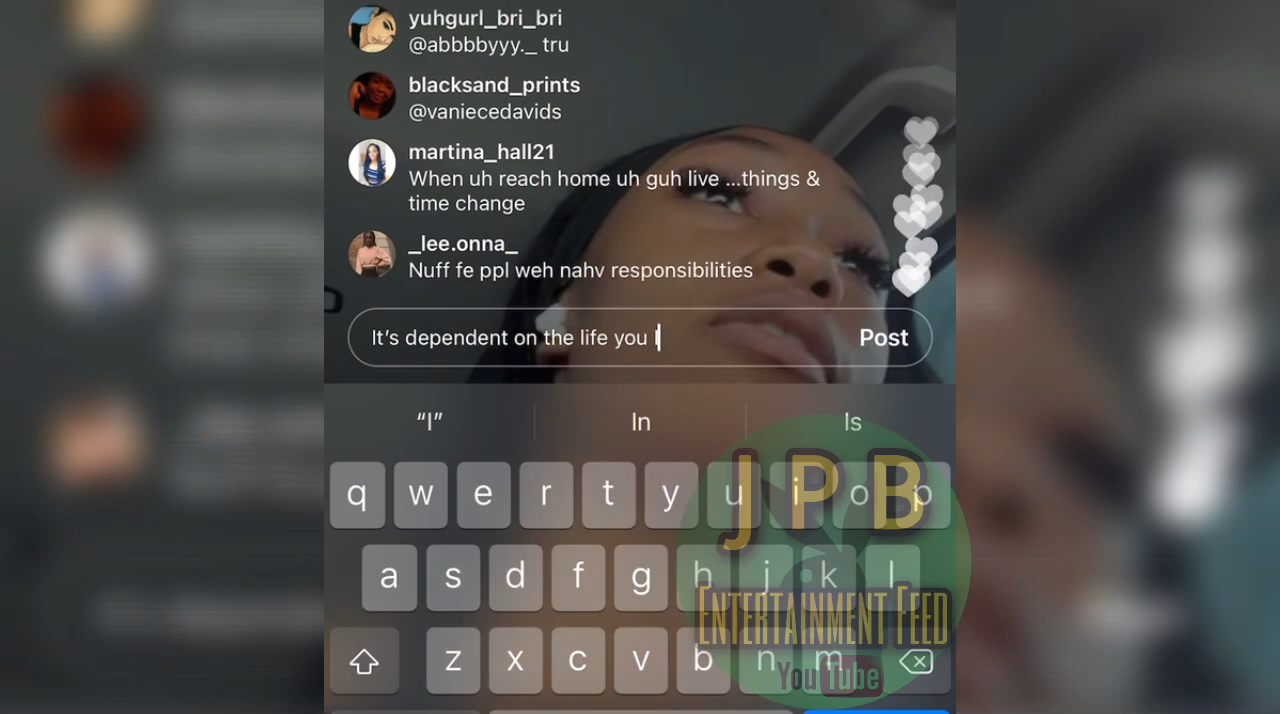 yuhgurl_bri_bri
@abbbbyyy._ tru
blacksand_prints
@vaniecedavids
martina_hall21
When uh reach home uh guh live ...things &
time change
_lee.onna_
Nuff fe ppl weh nahv responsibilities
It's dependent on the life you l
Post
“I”
In
Is
q w e r t y u i o p
a s d f g h j k l
z x c v b n m
JPB
ENTERTAINMENT FEED
YouTube